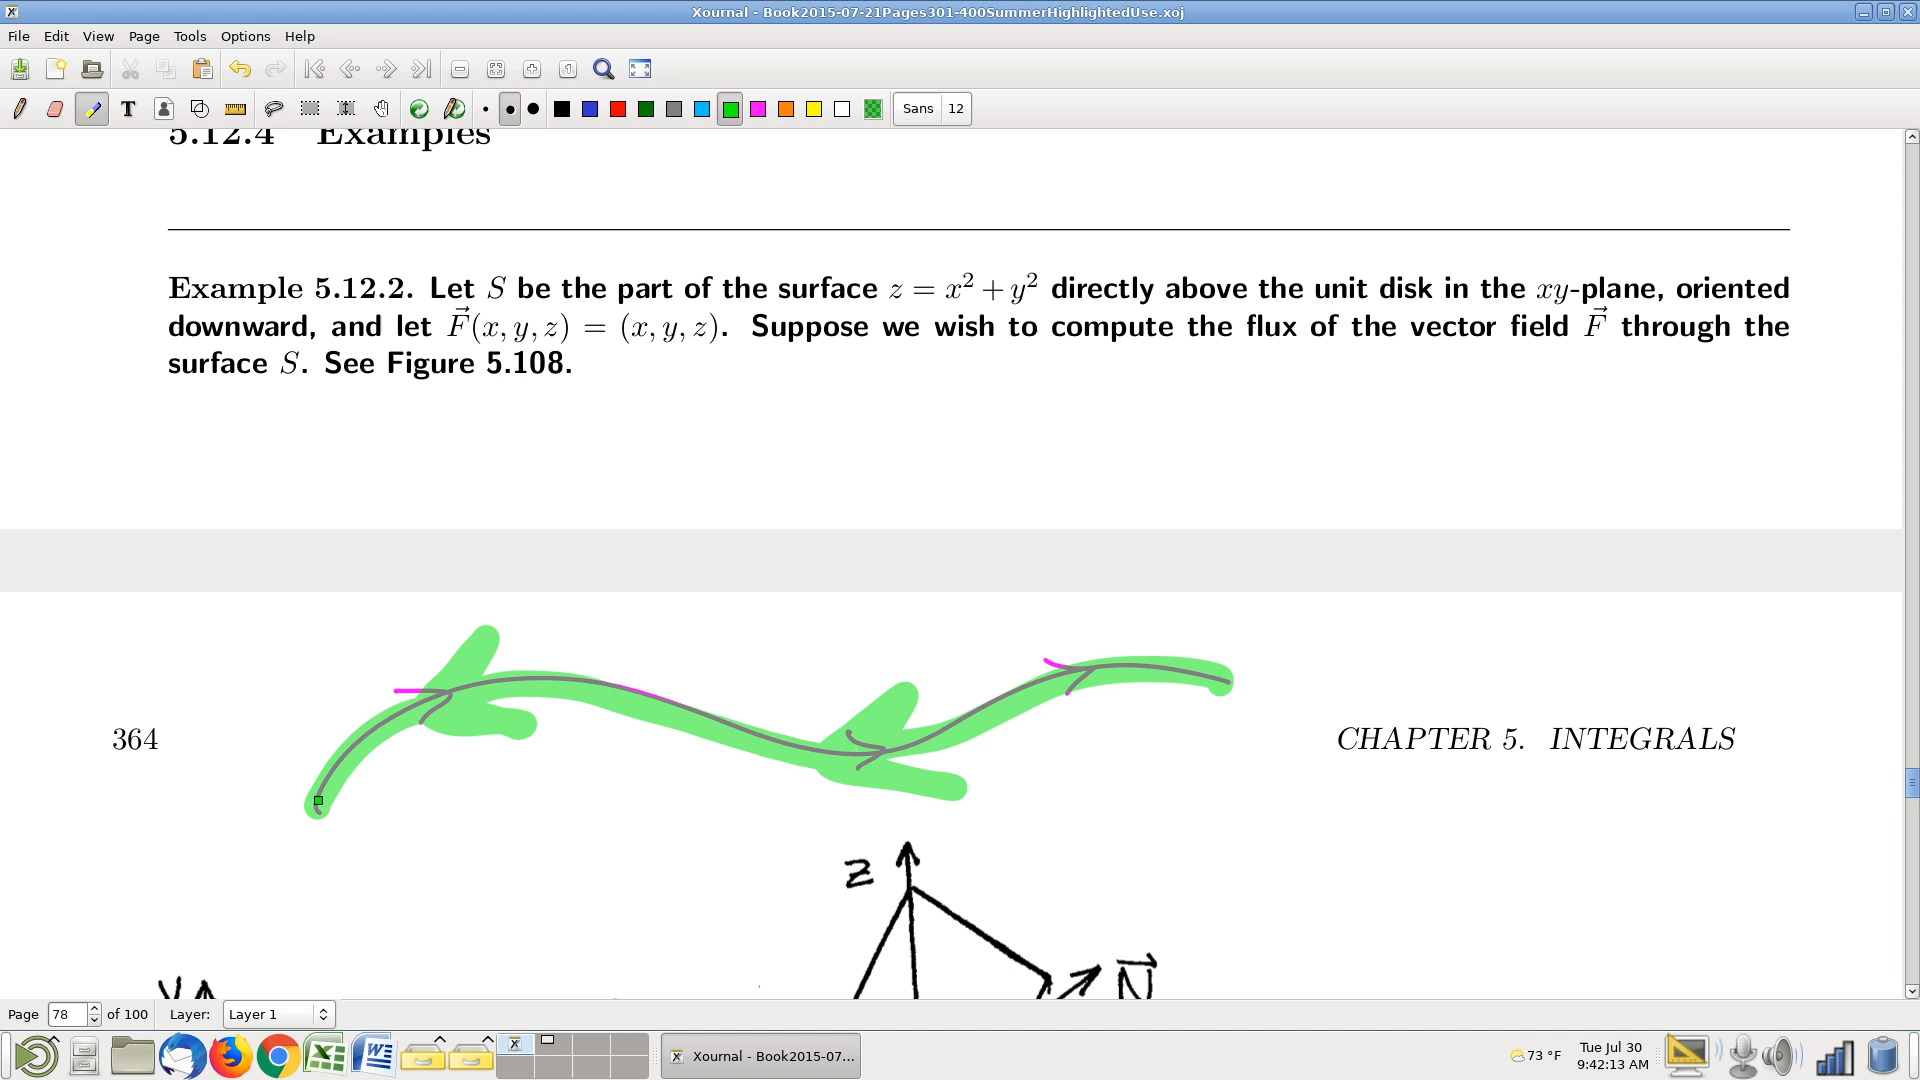 Xournal - Book2015-07-21Pages301-400SummerHighlightedUse.xoj
File Edit View Page Tools Options Help
Sans 12
5.12.4 Examples
Example 5.12.2. Let S be the part of the surface z = x² + y² directly above the unit disk in the xy-plane, oriented
downward, and let F⃗(x, y, z) = (x, y, z). Suppose we wish to compute the flux of the vector field F⃗ through the
surface S. See Figure 5.108.
364
CHAPTER 5. INTEGRALS
z
N⃗
Page 78 of 100 Layer: Layer 1
Xournal - Book2015-07...
73 °F
Tue Jul 30
9:42:13 AM